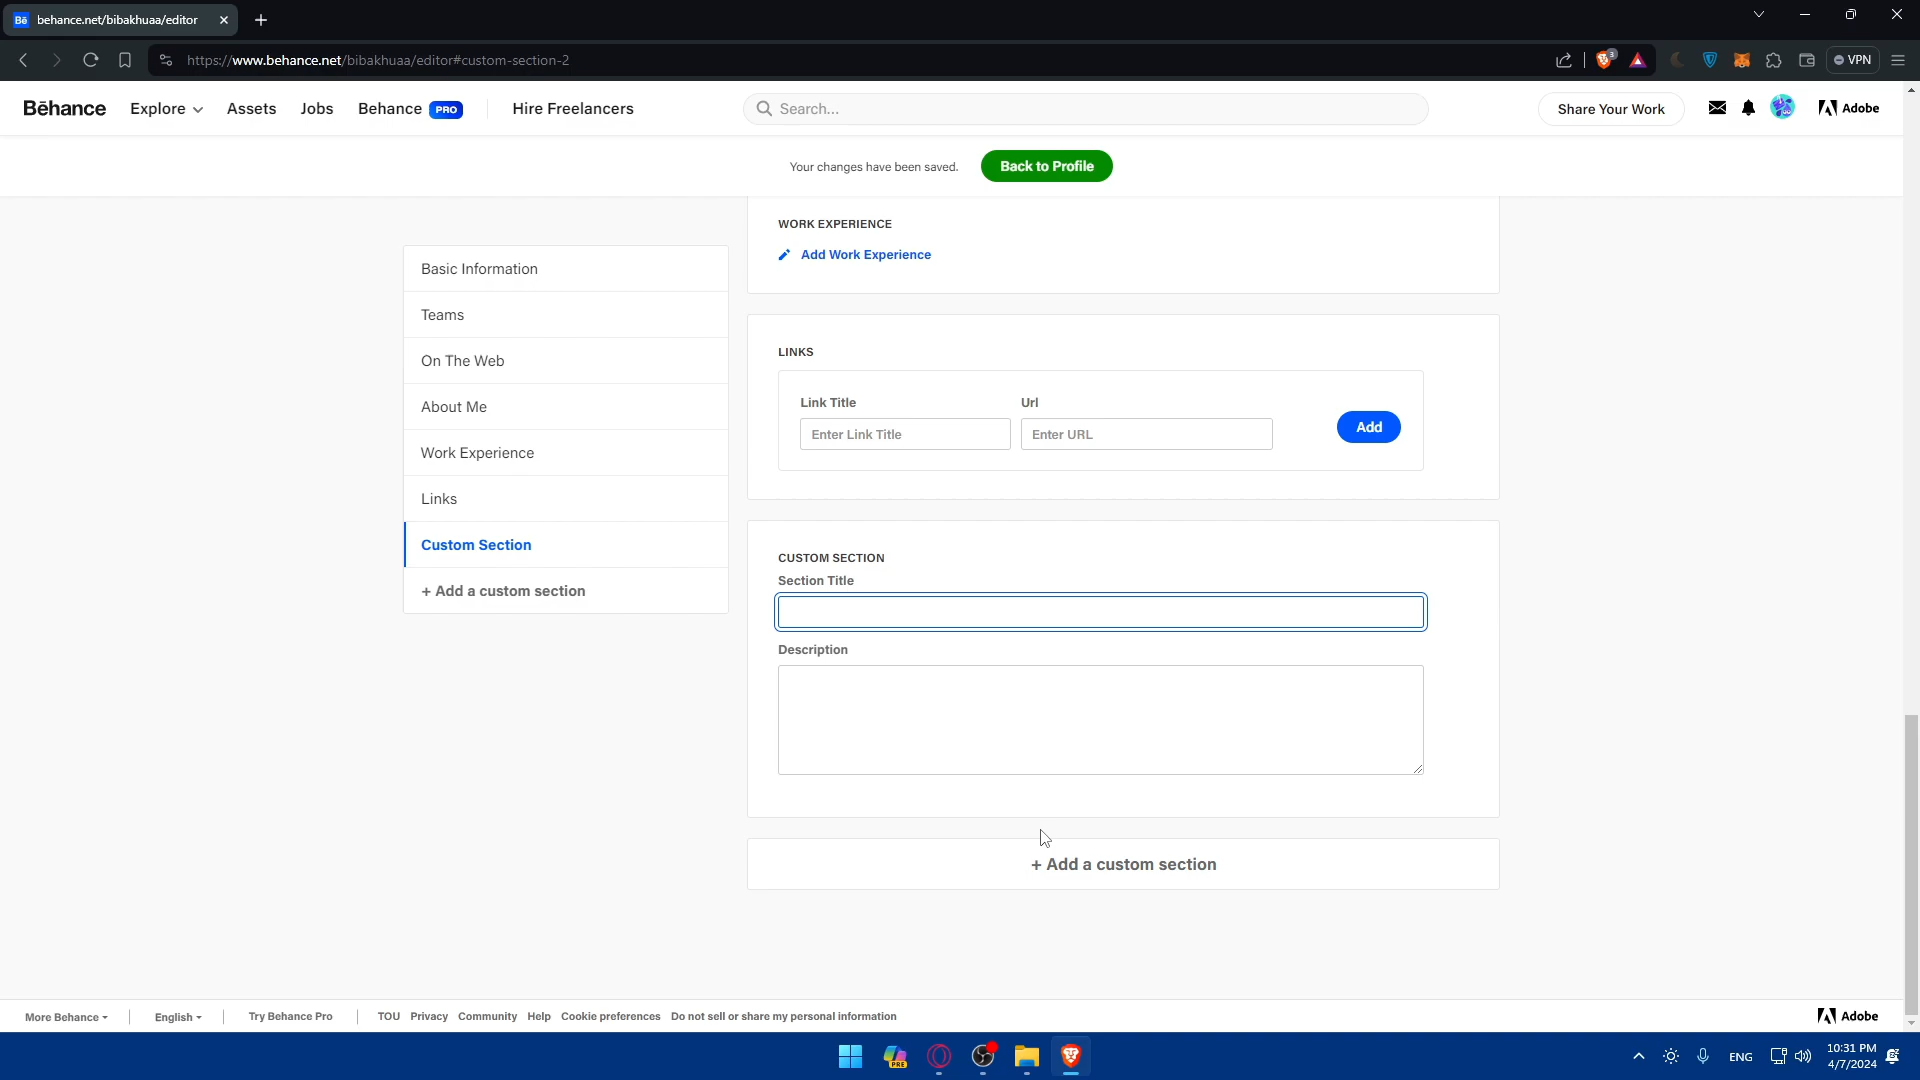 behance.net/bibakhuaa/editor
https://www.behance.net/bibakhuaa/editor#custom-section-2
3
VPN
Bēhance Explore Assets Jobs Behance PRO Hire Freelancers Search... Share Your Work Adobe
Your changes have been saved. Back to Profile
WORK EXPERIENCE
Add Work Experience
Basic Information
Teams
On The Web
About Me
Work Experience
Links
Custom Section
+ Add a custom section
LINKS
Link Title Url
Enter Link Title Enter URL Add
CUSTOM SECTION
Section Title
Description
+ Add a custom section
More Behance English Try Behance Pro TOU Privacy Community Help Cookie preferences Do not sell or share my personal information Adobe
PRE
ENG
10:31 PM
4/7/2024